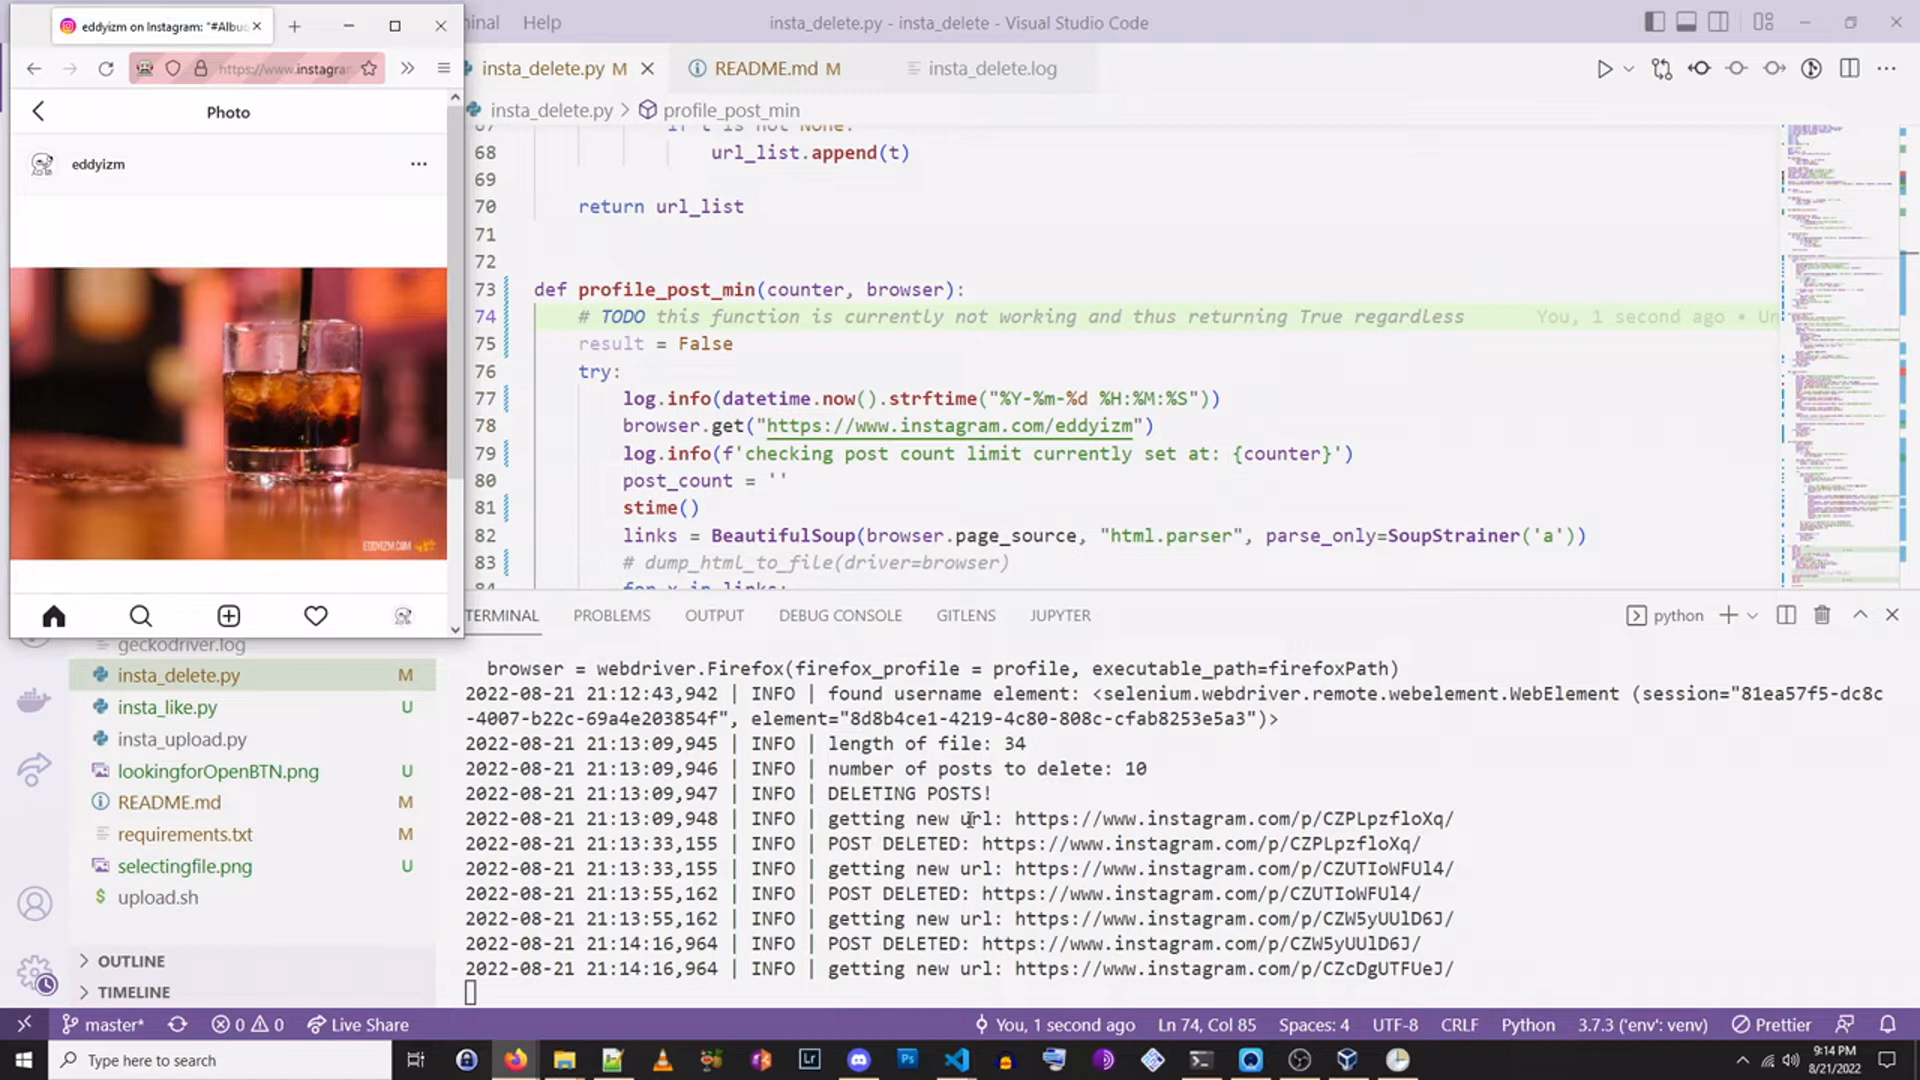 eddyizm on Instagram: "#Albu
https://www.instagra
Photo
eddyizm
EDDYIZM.COM
minal
Help
insta_delete.py - insta_delete - Visual Studio Code
insta_delete.py M
README.md M
insta_delete.log
insta_delete.py > profile_post_min
67 if t is not None:
68 url_list.append(t)
69
70 return url_list
71
72
73 def profile_post_min(counter, browser):
74 # TODO this function is currently not working and thus returning True regardless You, 1 second ago • Un
75 result = False
76 try:
77 log.info(datetime.now().strftime("%Y-%m-%d %H:%M:%S"))
78 browser.get("https://www.instagram.com/eddyizm")
79 log.info(f'checking post count limit currently set at: {counter}')
80 post_count = ''
81 stime()
82 links = BeautifulSoup(browser.page_source, "html.parser", parse_only=SoupStrainer('a'))
83 # dump_html_to_file(driver=browser)
84 for x in links:
TERMINAL PROBLEMS OUTPUT DEBUG CONSOLE GITLENS JUPYTER
python
geckodriver.log
insta_delete.py M
insta_like.py U
insta_upload.py
lookingforOpenBTN.png U
README.md M
requirements.txt M
selectingfile.png U
upload.sh
OUTLINE
TIMELINE
browser = webdriver.Firefox(firefox_profile = profile, executable_path=firefoxPath)
2022-08-21 21:12:43,942 | INFO | found username element: <selenium.webdriver.remote.webelement.WebElement (session="81ea57f5-dc8c
-4007-b22c-69a4e203854f", element="8d8b4ce1-4219-4c80-808c-cfab8253e5a3")>
2022-08-21 21:13:09,945 | INFO | length of file: 34
2022-08-21 21:13:09,946 | INFO | number of posts to delete: 10
2022-08-21 21:13:09,947 | INFO | DELETING POSTS!
2022-08-21 21:13:09,948 | INFO | getting new url: https://www.instagram.com/p/CZPLpzfloXq/
2022-08-21 21:13:33,155 | INFO | POST DELETED: https://www.instagram.com/p/CZPLpzfloXq/
2022-08-21 21:13:33,155 | INFO | getting new url: https://www.instagram.com/p/CZUTIoWFUl4/
2022-08-21 21:13:55,162 | INFO | POST DELETED: https://www.instagram.com/p/CZUTIoWFUl4/
2022-08-21 21:13:55,162 | INFO | getting new url: https://www.instagram.com/p/CZW5yUUlD6J/
2022-08-21 21:14:16,964 | INFO | POST DELETED: https://www.instagram.com/p/CZW5yUUlD6J/
2022-08-21 21:14:16,964 | INFO | getting new url: https://www.instagram.com/p/CZcDgUTFUeJ/
master* 0 0 Live Share You, 1 second ago Ln 74, Col 85 Spaces: 4 UTF-8 CRLF Python 3.7.3 ('env': venv) Prettier
Type here to search
Lr
Ps
9:14 PM
8/21/2022